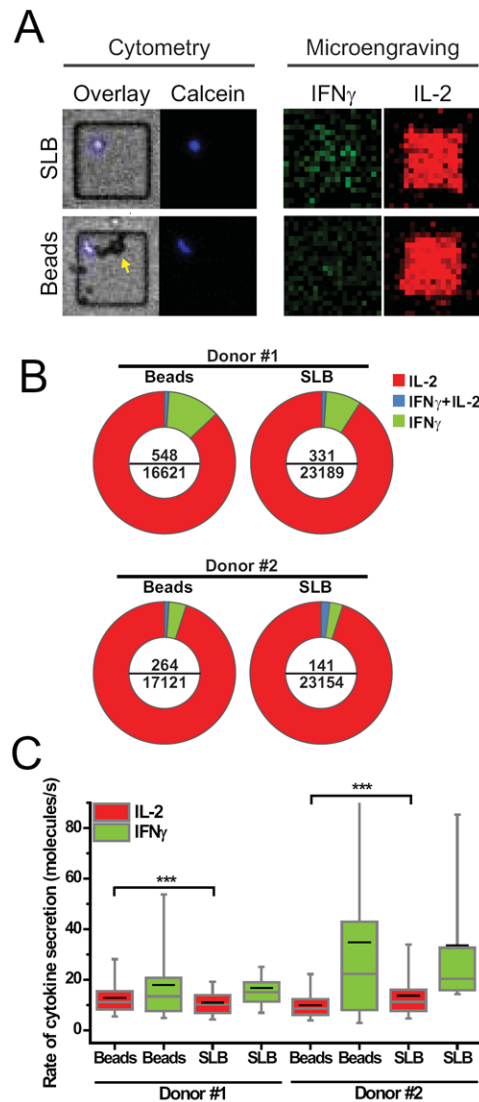 A
Cytometry
Microengraving
Overlay Calcein
IFNγ IL-2
SLB
Beads
B
Donor #1
Beads SLB
IL-2
IFNγ+IL-2
IFNγ
548
16621
331
23189
Donor #2
Beads SLB
264
17121
141
23154
C
Rate of cytokine secretion (molecules/s)
80
60
40
20
0
IL-2
IFNγ
***
***
Beads Beads SLB SLB Beads Beads SLB SLB
Donor #1 Donor #2